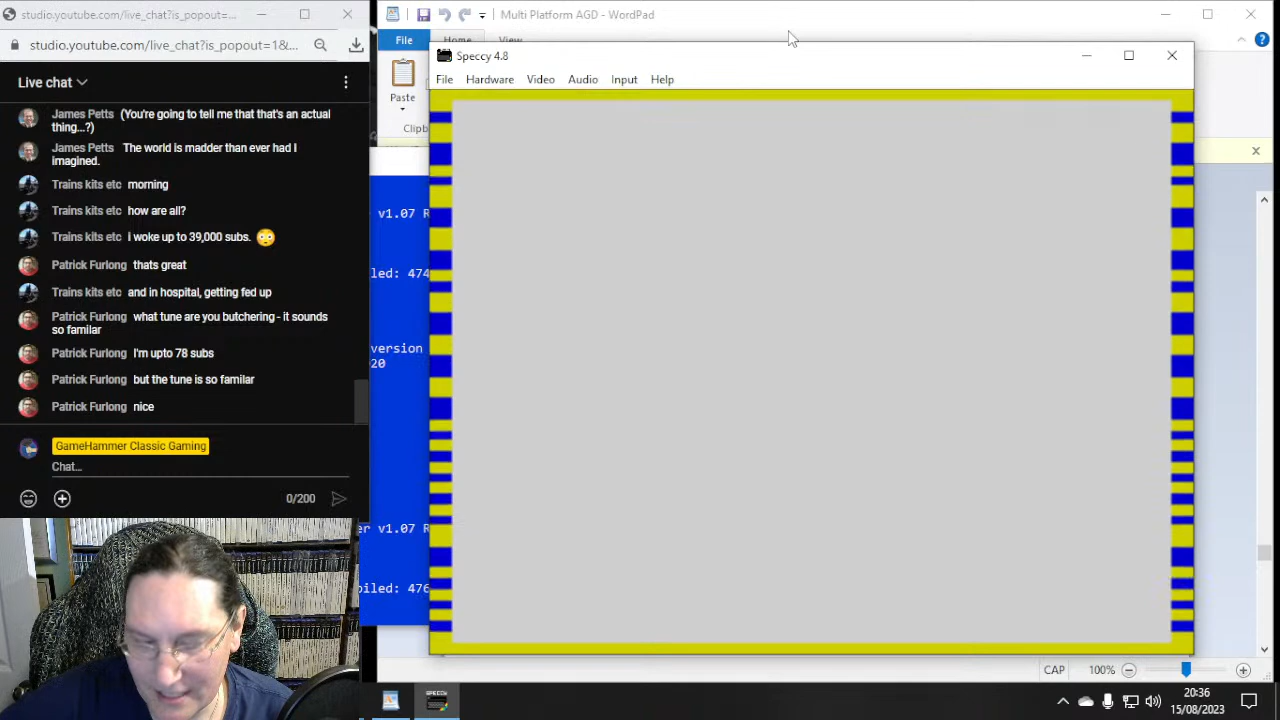 studio.youtube.com/live_chat?is_popout=...
studio.youtube.com/live_chat?is_popout=1&...
Live chat
James Petts (You're going to tell me that that's an actual
thing...?)
James Petts The world is madder than ever had I
imagined.
Trains kits etc morning
Trains kits etc how are all?
Trains kits etc I woke up to 39,000 subs.
Patrick Furlong thats great
Trains kits etc and in hospital, getting fed up
Patrick Furlong what tune are you butchering - it sounds
so familar
Patrick Furlong I'm upto 78 subs
Patrick Furlong but the tune is so familar
Patrick Furlong nice
GameHammer Classic Gaming
Chat...
0/200
Multi Platform AGD - WordPad
File Home View
Paste
Clipb
Speccy 4.8
File Hardware Video Audio Input Help
v1.07 R
led: 474
version
20
er v1.07 R
piled: 476
CAP 100%
SPECCY
20:36
15/08/2023